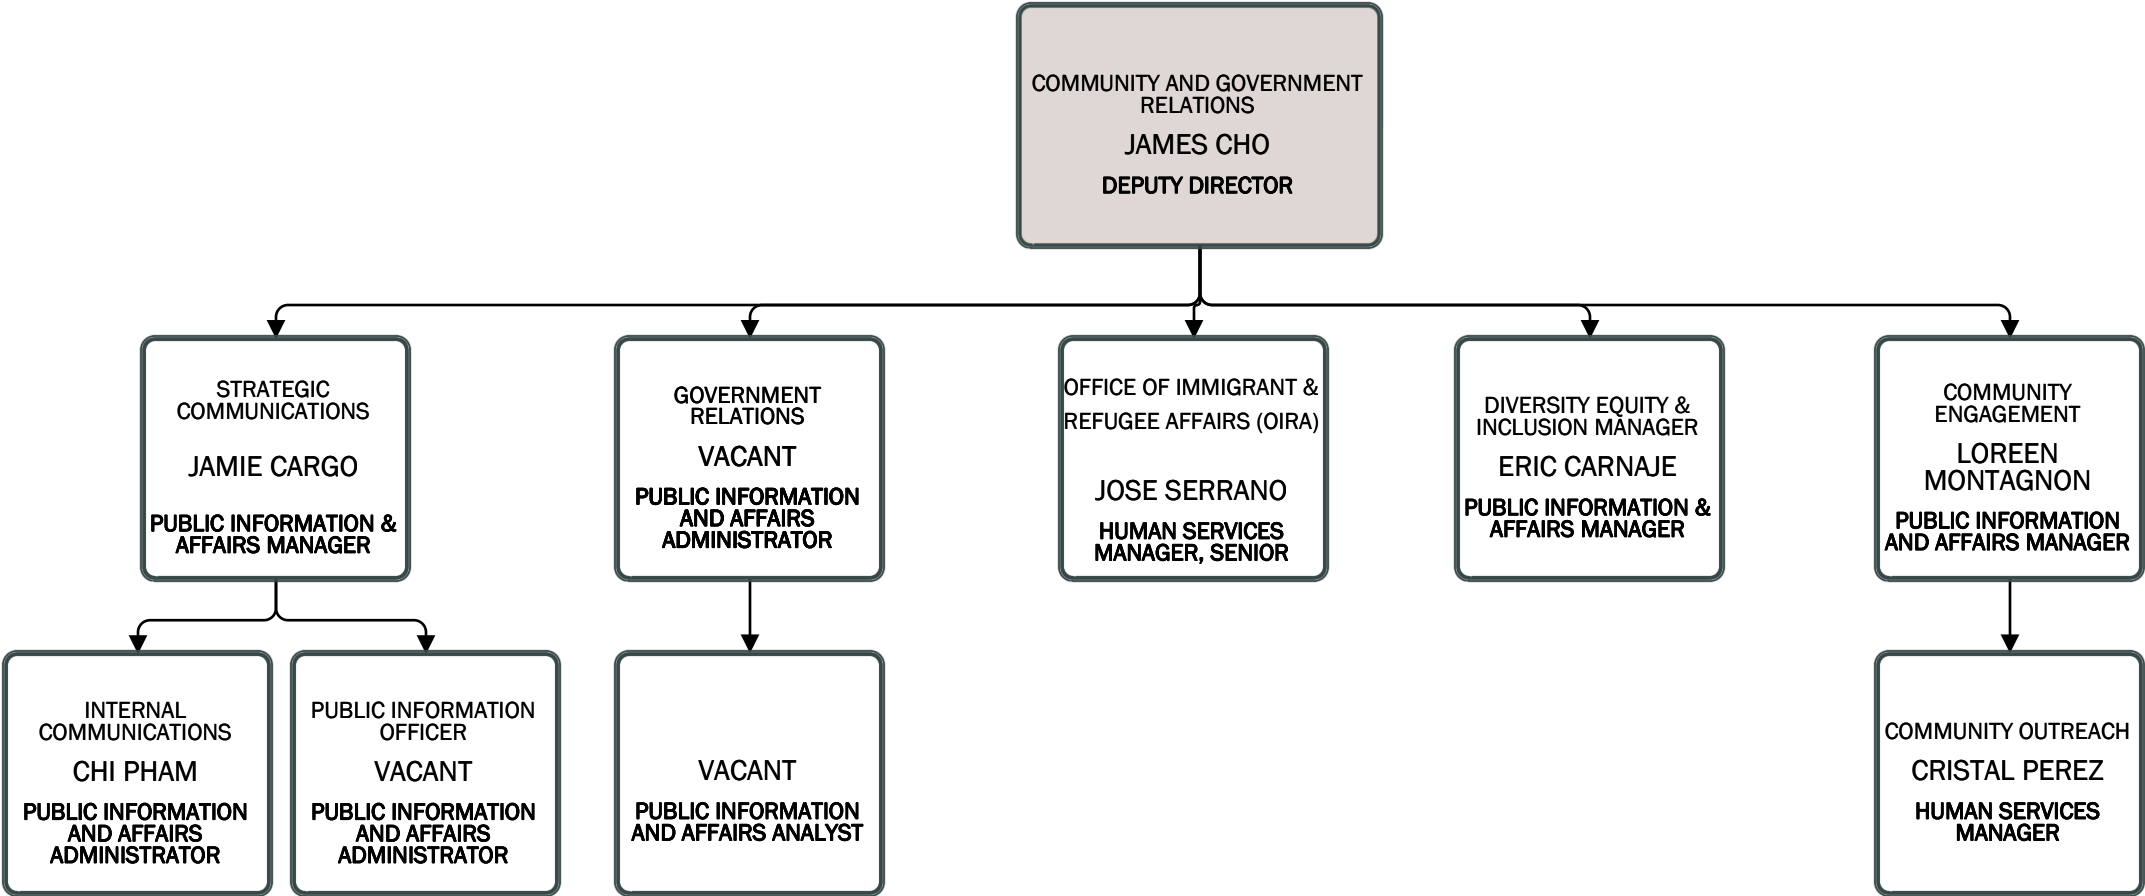 COMMUNITY AND GOVERNMENT
RELATIONS
JAMES CHO
DEPUTY DIRECTOR
STRATEGIC
COMMUNICATIONS
JAMIE CARGO
PUBLIC INFORMATION &
AFFAIRS MANAGER
GOVERNMENT
RELATIONS
VACANT
PUBLIC INFORMATION
AND AFFAIRS
ADMINISTRATOR
OFFICE OF IMMIGRANT &
REFUGEE AFFAIRS (OIRA)
JOSE SERRANO
HUMAN SERVICES
MANAGER, SENIOR
DIVERSITY EQUITY &
INCLUSION MANAGER
ERIC CARNAJE
PUBLIC INFORMATION &
AFFAIRS MANAGER
COMMUNITY
ENGAGEMENT
LOREEN
MONTAGNON
PUBLIC INFORMATION
AND AFFAIRS MANAGER
INTERNAL
COMMUNICATIONS
CHI PHAM
PUBLIC INFORMATION
AND AFFAIRS
ADMINISTRATOR
PUBLIC INFORMATION
OFFICER
VACANT
PUBLIC INFORMATION
AND AFFAIRS
ADMINISTRATOR
VACANT
PUBLIC INFORMATION
AND AFFAIRS ANALYST
COMMUNITY OUTREACH
CRISTAL PEREZ
HUMAN SERVICES
MANAGER